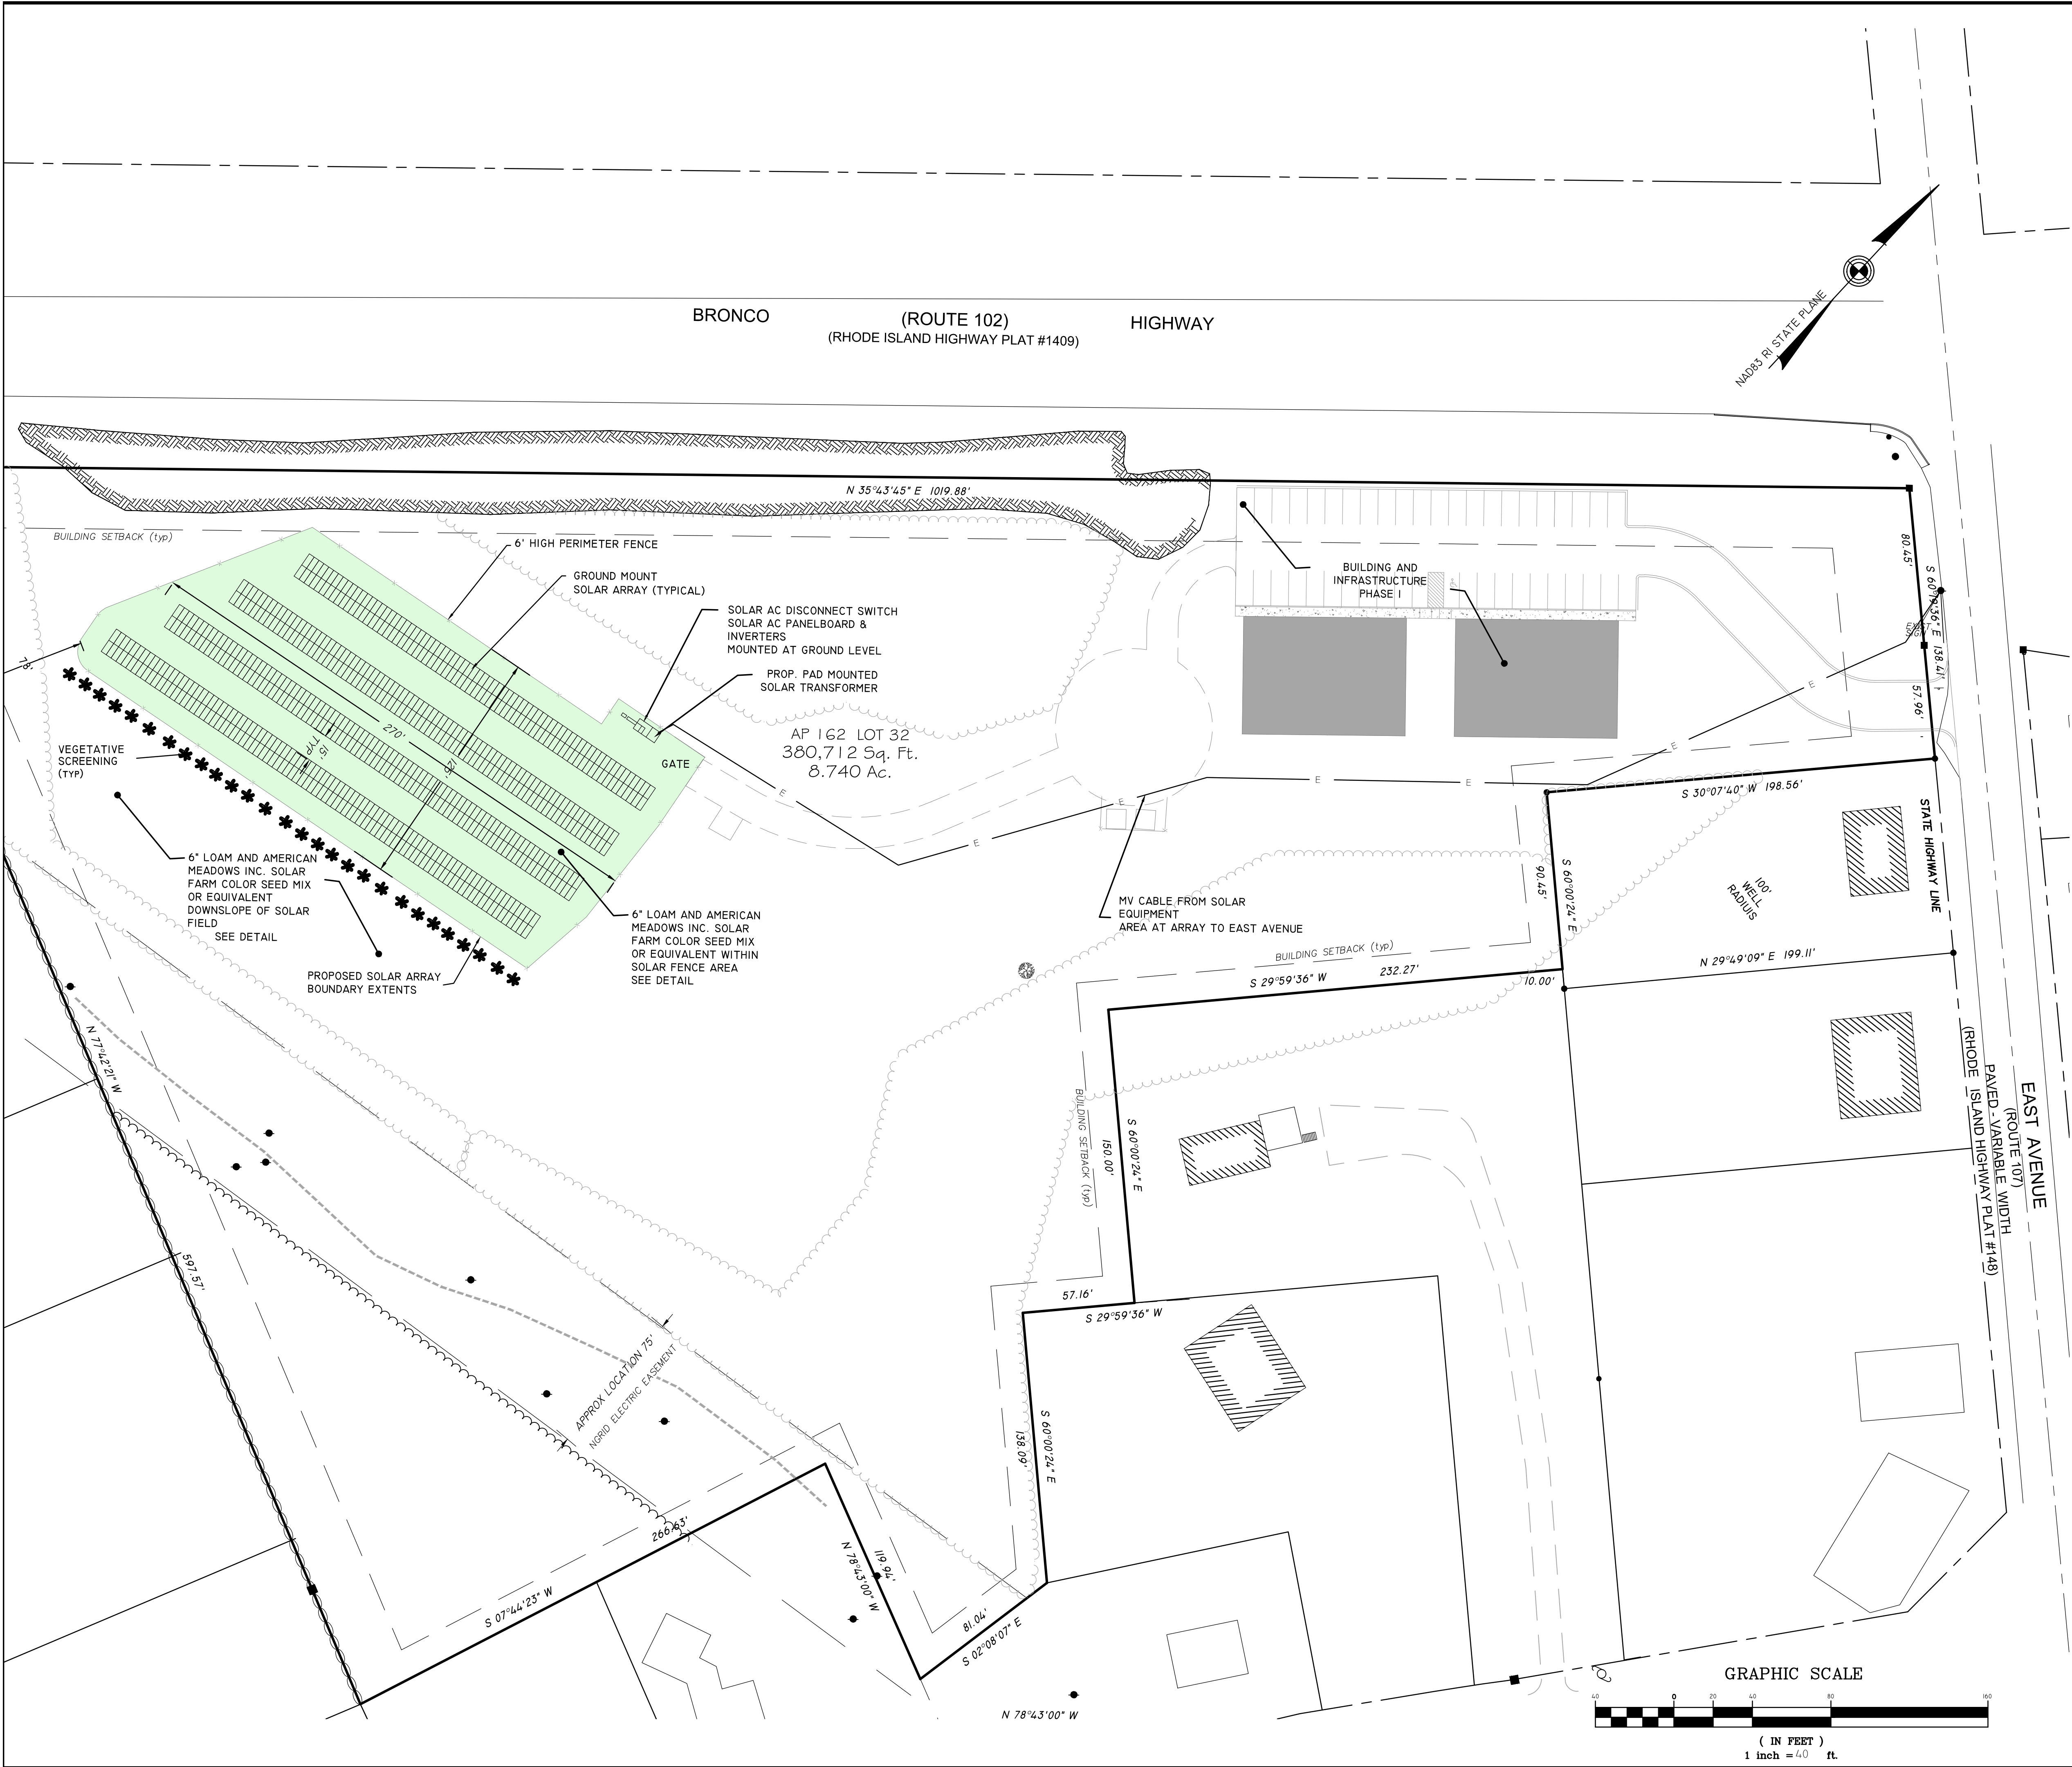 BRONCO (ROUTE 102) HIGHWAY
(RHODE ISLAND HIGHWAY PLAT #1409)
NAD83 RI STATE PLANE
N 35°43'45" E 1019.88'
BUILDING SETBACK (typ)
6' HIGH PERIMETER FENCE
GROUND MOUNT
SOLAR ARRAY (TYPICAL)
SOLAR AC DISCONNECT SWITCH
SOLAR AC PANELBOARD &
INVERTERS
MOUNTED AT GROUND LEVEL
PROP. PAD MOUNTED
SOLAR TRANSFORMER
BUILDING AND
INFRASTRUCTURE
PHASE I
80.45'
S 60°19'36" E 138.41'
57.96'
78'
270'
15'
TYP
GATE
AP 162 LOT 32
380,712 Sq. Ft.
8.740 Ac.
E
E
E
E
E
E
E
VEGETATIVE
SCREENING
(TYP)
6" LOAM AND AMERICAN
MEADOWS INC. SOLAR
FARM COLOR SEED MIX
OR EQUIVALENT
DOWNSLOPE OF SOLAR
FIELD
SEE DETAIL
PROPOSED SOLAR ARRAY
BOUNDARY EXTENTS
6" LOAM AND AMERICAN
MEADOWS INC. SOLAR
FARM COLOR SEED MIX
OR EQUIVALENT WITHIN
SOLAR FENCE AREA
SEE DETAIL
MV CABLE FROM SOLAR
EQUIPMENT
AREA AT ARRAY TO EAST AVENUE
S 30°07'40" W 198.56'
STATE HIGHWAY LINE
90.45'
S 60°00'24" E
100'
WELL
RADIUIS
BUILDING SETBACK (typ)
S 29°59'36" W 232.27'
10.00'
N 29°49'09" E 199.11'
N 77°42'21" W
597.57'
BUILDING SETBACK (typ)
150.00'
S 60°00'24" E
EAST AVENUE
(ROUTE 107)
PAVED - VARIABLE WIDTH
(RHODE ISLAND HIGHWAY PLAT #148)
57.16'
S 29°59'36" W
APPROX LOCATION 75'
NGRID ELECTRIC EASEMENT
138.09'
S 60°00'24" E
266.63'
S 07°44'23" W
N 78°43'00" W
119.94'
81.04'
S 02°08'07" E
N 78°43'00" W
GRAPHIC SCALE
40 0 20 40 80 160
( IN FEET )
1 inch = 40 ft.